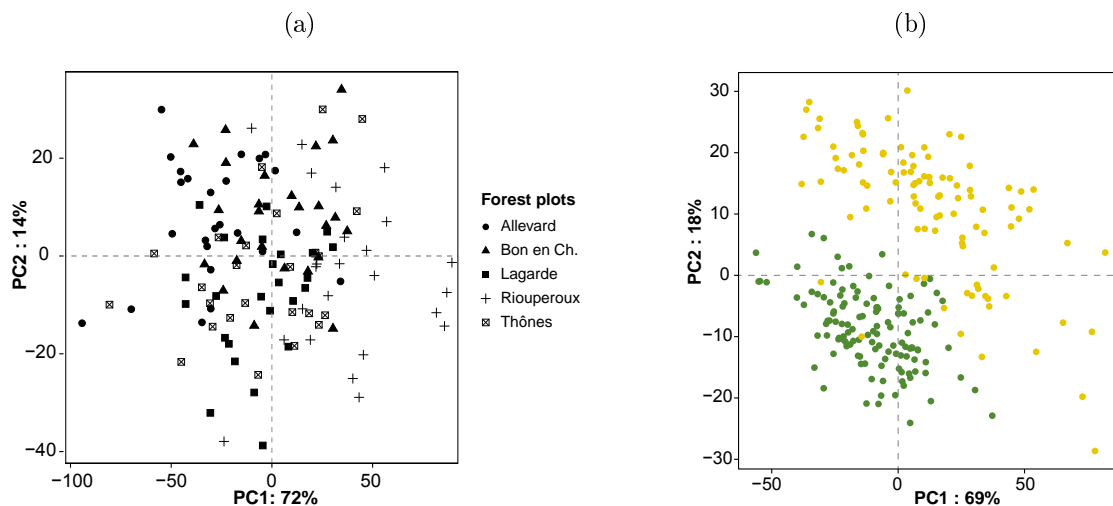 (a)
(b)
20
0
−20
−40
PC2 : 14%
−100
−50
0
50
PC1: 72%
Forest plots
Allevard
Bon en Ch.
Lagarde
Riouperoux
Thônes
30
20
10
0
−10
−20
−30
PC2 : 18%
−50
0
50
PC1 : 69%